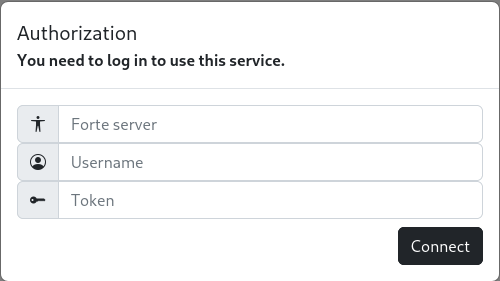 Authorization
You need to log in to use this service.
Forte server
Username
Token
Connect